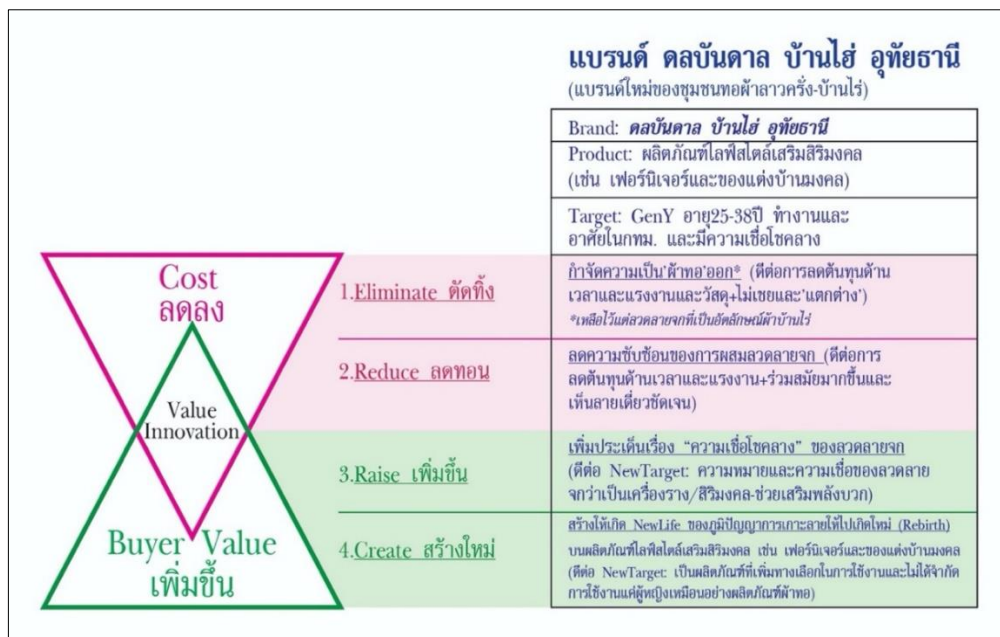 แบรนด์ ดลบันดาล บ้านไฮ่ อุทัยธานี
(แบรนด์ใหม่ของชุมชนทอผ้าลาวครั่ง-บ้านไร่)
Brand: ดลบันดาล บ้านไฮ่ อุทัยธานี
Product: ผลิตภัณฑ์ไลฟ์สไตล์เสริมสิริมงคล
(เช่น เฟอร์นิเจอร์และของแต่งบ้านมงคล)
Target: GenY อายุ25-38ปี ทำงานและ
อาศัยในกทม. และมีความเชื่อโชคลาง
Cost
ลดลง
Value
Innovation
Buyer Value
เพิ่มขึ้น
1.Eliminate ตัดทิ้ง
กำจัดความเป็น'ผ้าทอ'ออก* (ดีต่อการลดต้นทุนด้าน
เวลาและแรงงานและวัสดุ+ไม่เชยและ'แตกต่าง')
*เหลือไว้แต่ลวดลายจกที่เป็นอัตลักษณ์ผ้าบ้านไร่
2.Reduce ลดทอน
ลดความซับซ้อนของการผสมลวดลายจก (ดีต่อการ
ลดต้นทุนด้านเวลาและแรงงาน+ร่วมสมัยมากขึ้นและ
เห็นลายเดี่ยวชัดเจน)
3.Raise เพิ่มขึ้น
เพิ่มประเด็นเรื่อง “ความเชื่อโชคลาง” ของลวดลายจก
(ดีต่อ NewTarget: ความหมายและความเชื่อของลวดลาย
จกว่าเป็นเครื่องราง/สิริมงคล-ช่วยเสริมพลังบวก)
4.Create สร้างใหม่
สร้างให้เกิด NewLife ของภูมิปัญญาการเกาะลายให้ไปเกิดใหม่ (Rebirth)
บนผลิตภัณฑ์ไลฟ์สไตล์เสริมสิริมงคล เช่น เฟอร์นิเจอร์และของแต่งบ้านมงคล
(ดีต่อ NewTarget: เป็นผลิตภัณฑ์ที่เพิ่มทางเลือกในการใช้งานและไม่ได้จำกัด
การใช้งานแค่ผู้หญิงเหมือนอย่างผลิตภัณฑ์ผ้าทอ)